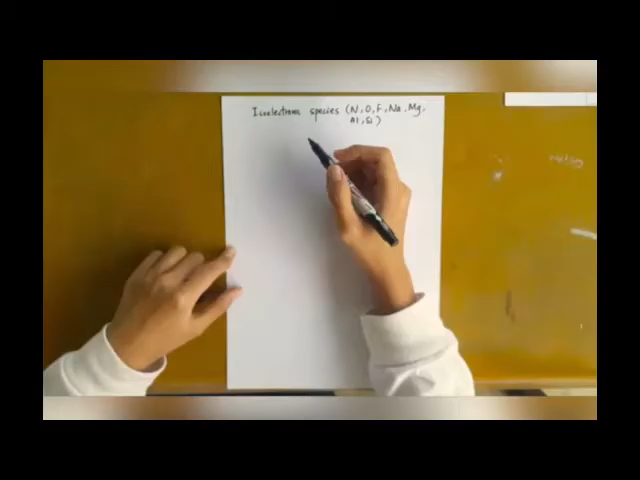 Isoelectronic species (N, O, F, Na, Mg,
Al, Si)